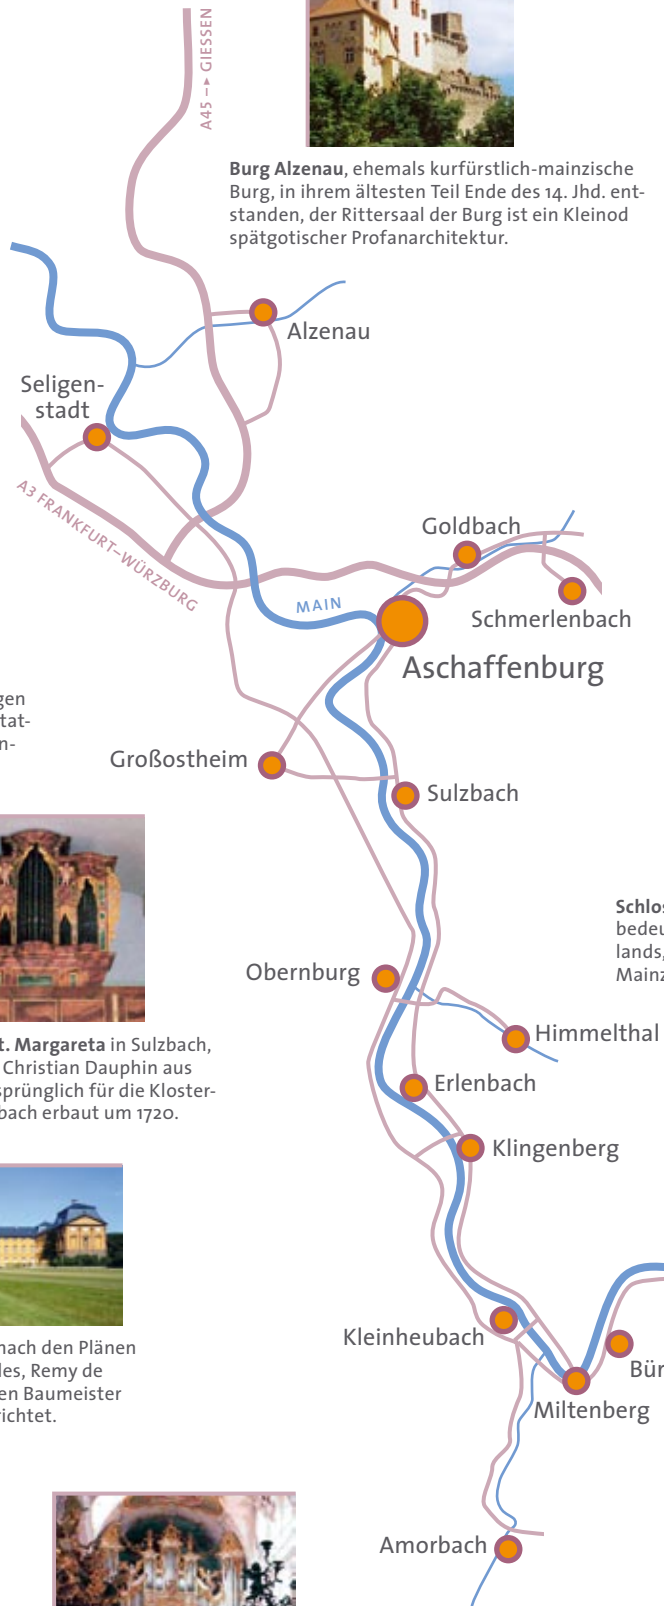 A45 → GIESSEN
Burg Alzenau, ehemals kurfürstlich-mainzische
Burg, in ihrem ältesten Teil Ende des 14. Jhd. ent-
standen, der Rittersaal der Burg ist ein Kleinod
spätgotischer Profanarchitektur.
Alzenau
Seligen-
stadt
A3 FRANKFURT–WÜRZBURG
Goldbach
MAIN
Schmerlenbach
Aschaffenburg
gen
tat-
n-
Großostheim
Sulzbach
Schlos
bedeu
lands,
Mainz
Obernburg
Himmelthal
t. Margareta in Sulzbach,
Christian Dauphin aus
sprünglich für die Kloster-
bach erbaut um 1720.
Erlenbach
Klingenberg
nach den Plänen
les, Remy de
en Baumeister
richtet.
Kleinheubach
Bür
Miltenberg
Amorbach